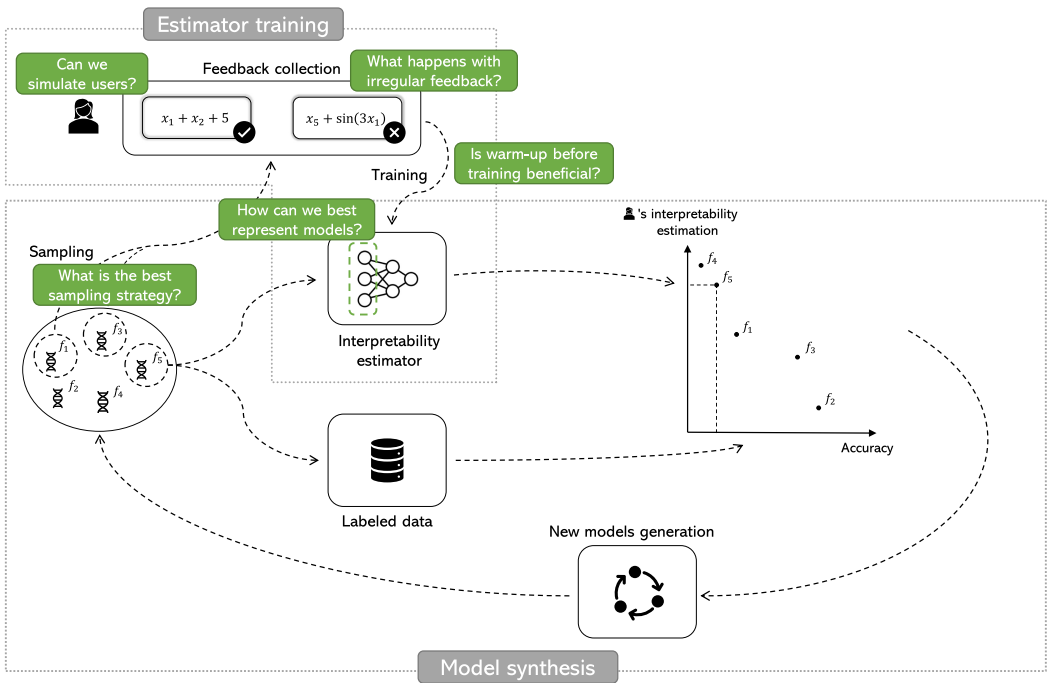 Estimator training
Can we
simulate users?
Feedback collection
What happens with
irregular feedback?
x₁ + x₂ + 5
x₅ + sin(3x₁)
Is warm-up before
training beneficial?
Training
How can we best
represent models?
Sampling
What is the best
sampling strategy?
f₁
f₃
f₅
f₂
f₄
Interpretability
estimator
Labeled data
's interpretability
estimation
f₄
f₅
f₁
f₃
f₂
Accuracy
New models generation
Model synthesis